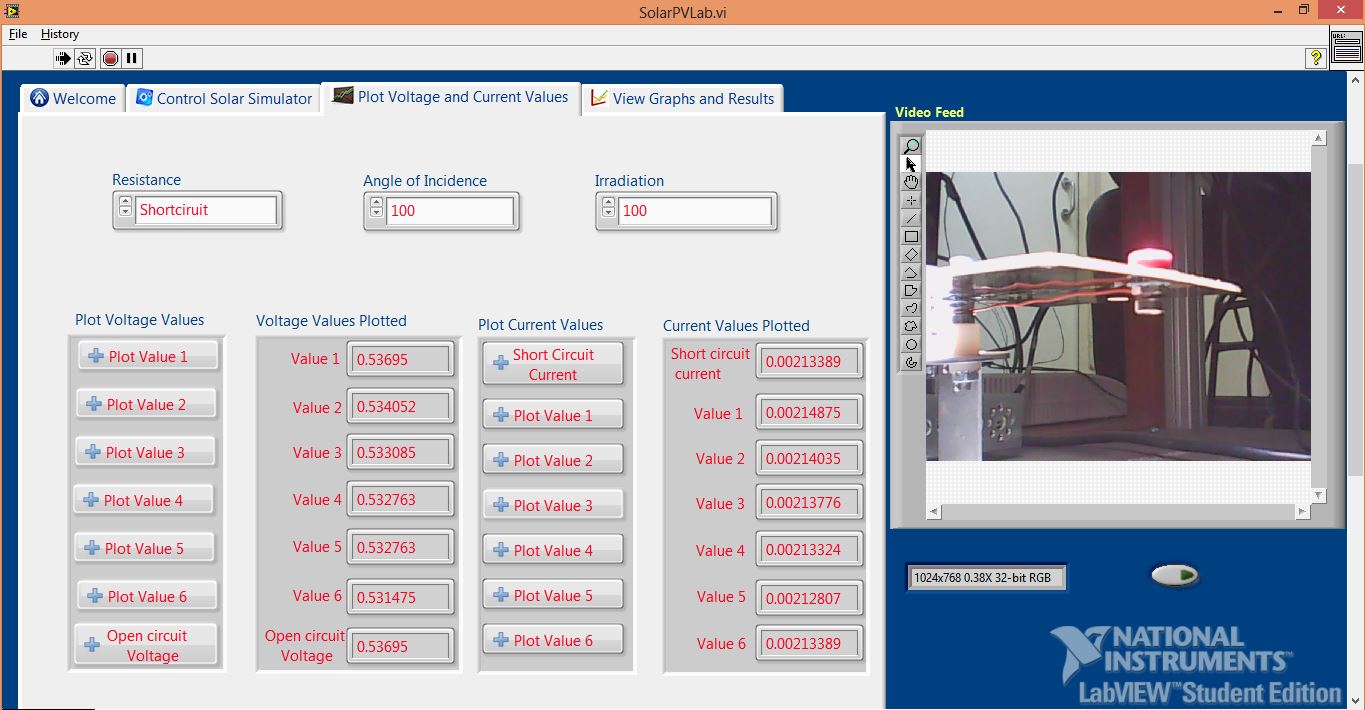 SolarPVLab.vi
File History
URL:
Welcome
Control Solar Simulator
Plot Voltage and Current Values
View Graphs and Results
Video Feed
Resistance
Shortciruit
Angle of Incidence
100
Irradiation
100
Plot Voltage Values
Plot Value 1
Plot Value 2
Plot Value 3
Plot Value 4
Plot Value 5
Plot Value 6
Open circuit
Voltage
Voltage Values Plotted
Value 1 0.53695
Value 2 0.534052
Value 3 0.533085
Value 4 0.532763
Value 5 0.532763
Value 6 0.531475
Open circuit
Voltage
0.53695
Plot Current Values
Short Circuit
Current
Plot Value 1
Plot Value 2
Plot Value 3
Plot Value 4
Plot Value 5
Plot Value 6
Current Values Plotted
Short circuit
current
0.00213389
Value 1 0.00214875
Value 2 0.00214035
Value 3 0.00213776
Value 4 0.00213324
Value 5 0.00212807
Value 6 0.00213389
1024x768 0.38X 32-bit RGB
NATIONAL
INSTRUMENTS™
LabVIEW™ Student Edition